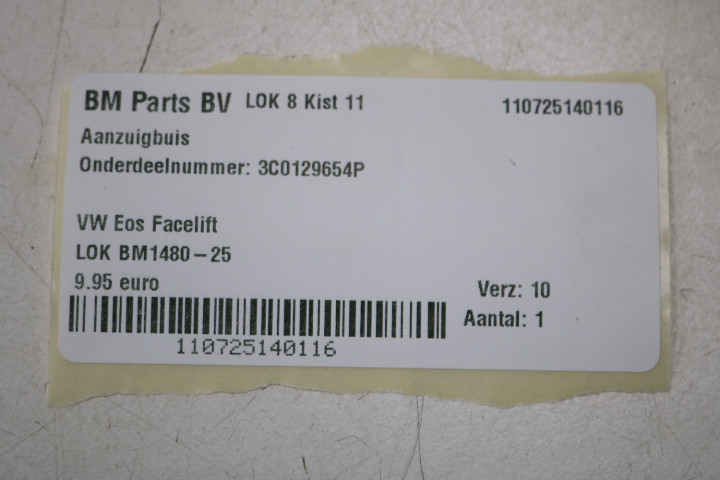 BM Parts BV LOK 8 Kist 11 110725140116
Aanzuigbuis
Onderdeelnummer: 3C0129654P
VW Eos Facelift
LOK BM1480-25
9.95 euro
Verz: 10
Aantal: 1
110725140116